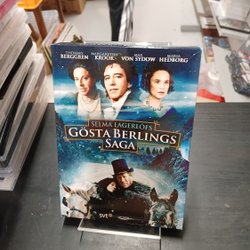 THOMMY BERGGREN
MARGARETHA KROOK
MAX VON SYDOW
MARIA HEDBORG
SELMA LAGERLÖFS
GÖSTA BERLINGS
SAGA
svt